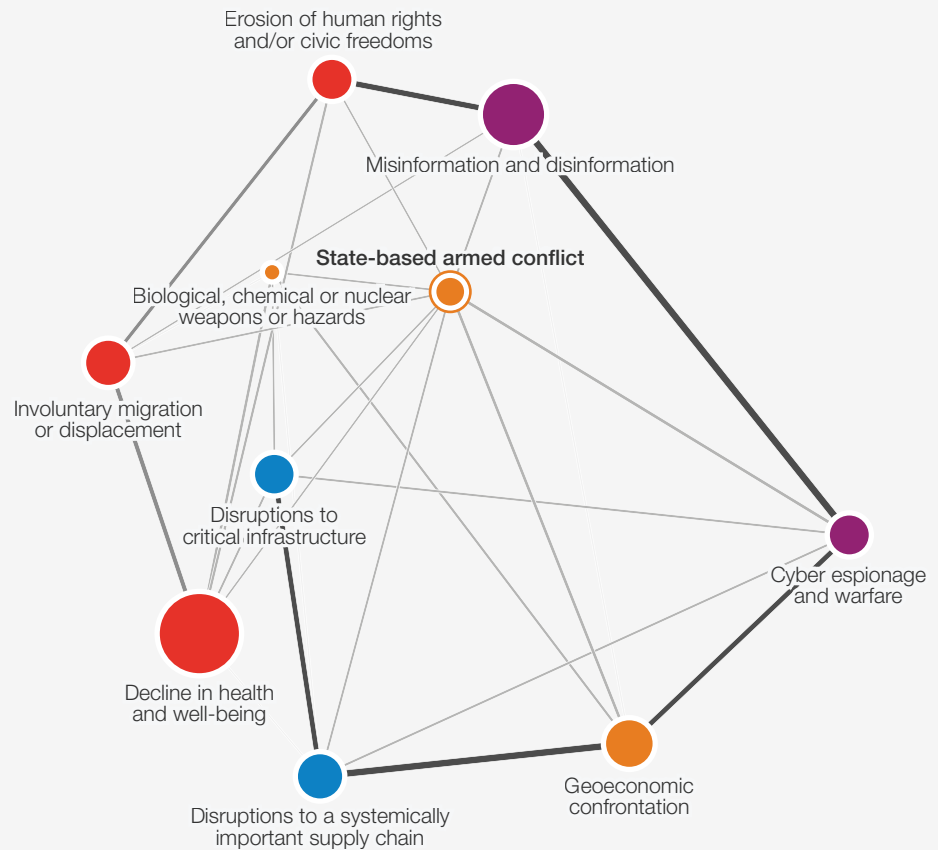 Erosion of human rights
and/or civic freedoms
Misinformation and disinformation
State-based armed conflict
Biological, chemical or nuclear
weapons or hazards
Involuntary migration
or displacement
Disruptions to
critical infrastructure
Cyber espionage
and warfare
Decline in health
and well-being
Geoeconomic
confrontation
Disruptions to a systemically
important supply chain